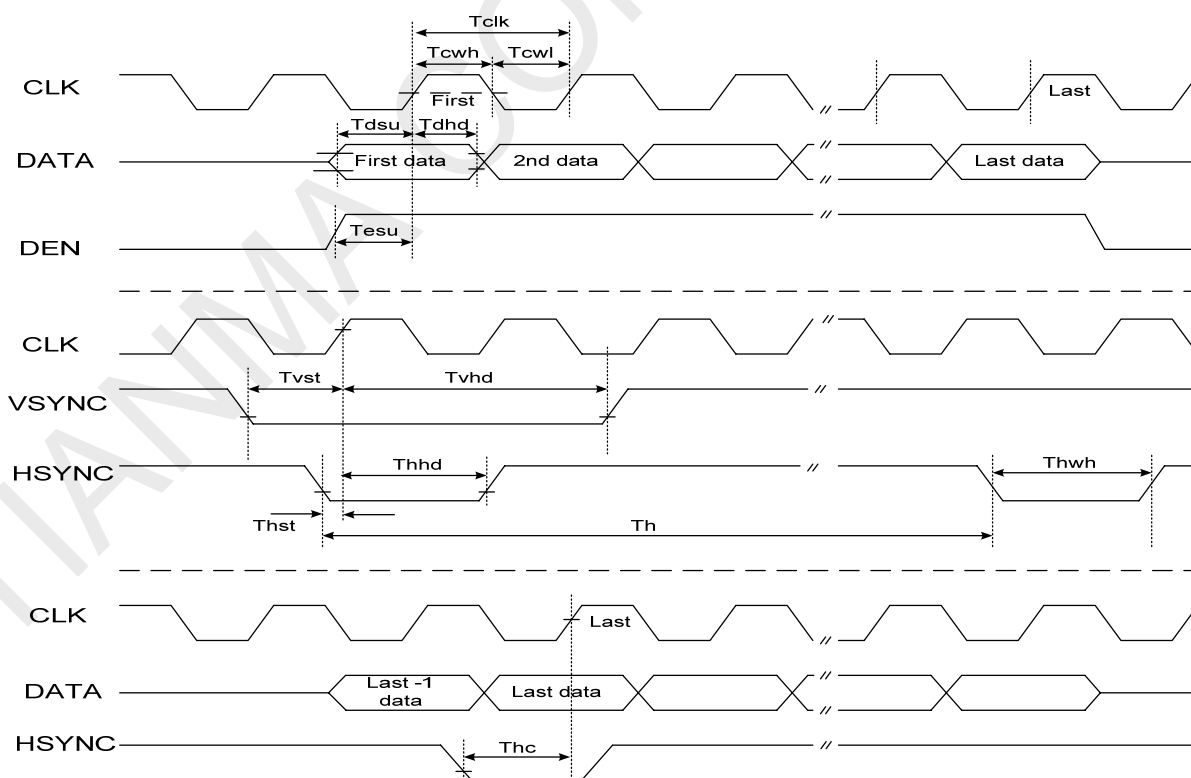 Tclk
Tcwh Tcwl
CLK
First
Last
Tdsu Tdhd
DATA
First data 2nd data Last data
DEN
Tesu
CLK
Tvst Tvhd
VSYNC
HSYNC
Thhd Thwh
Thst
Th
CLK
Last
DATA
Last -1
data
Last data
HSYNC
Thc